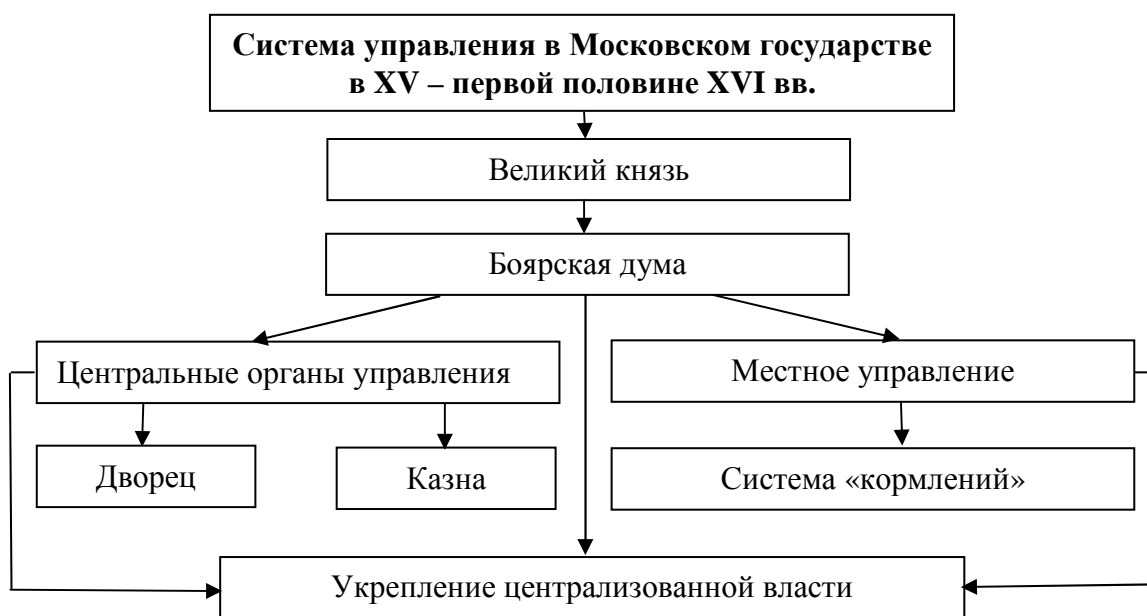 Система управления в Московском государстве
в XV – первой половине XVI вв.
Великий князь
Боярская дума
Центральные органы управления
Местное управление
Дворец
Казна
Система «кормлений»
Укрепление централизованной власти